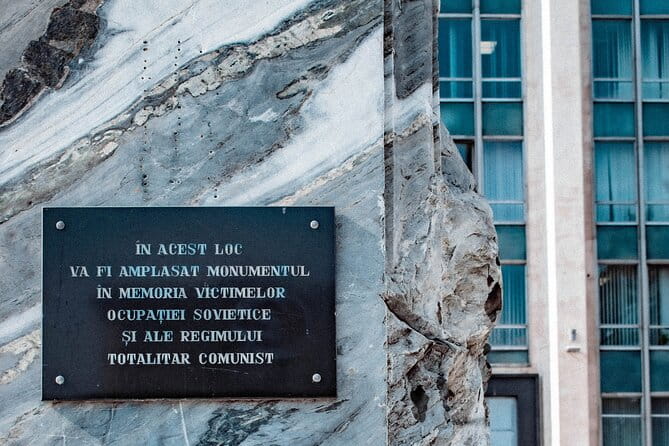 ÎN ACEST LOC
VA FI AMPLASAT MONUMENTUL
ÎN MEMORIA VICTIMELOR
OCUPAȚIEI SOVIETICE
ȘI ALE REGIMULUI
TOTALITAR COMUNIST